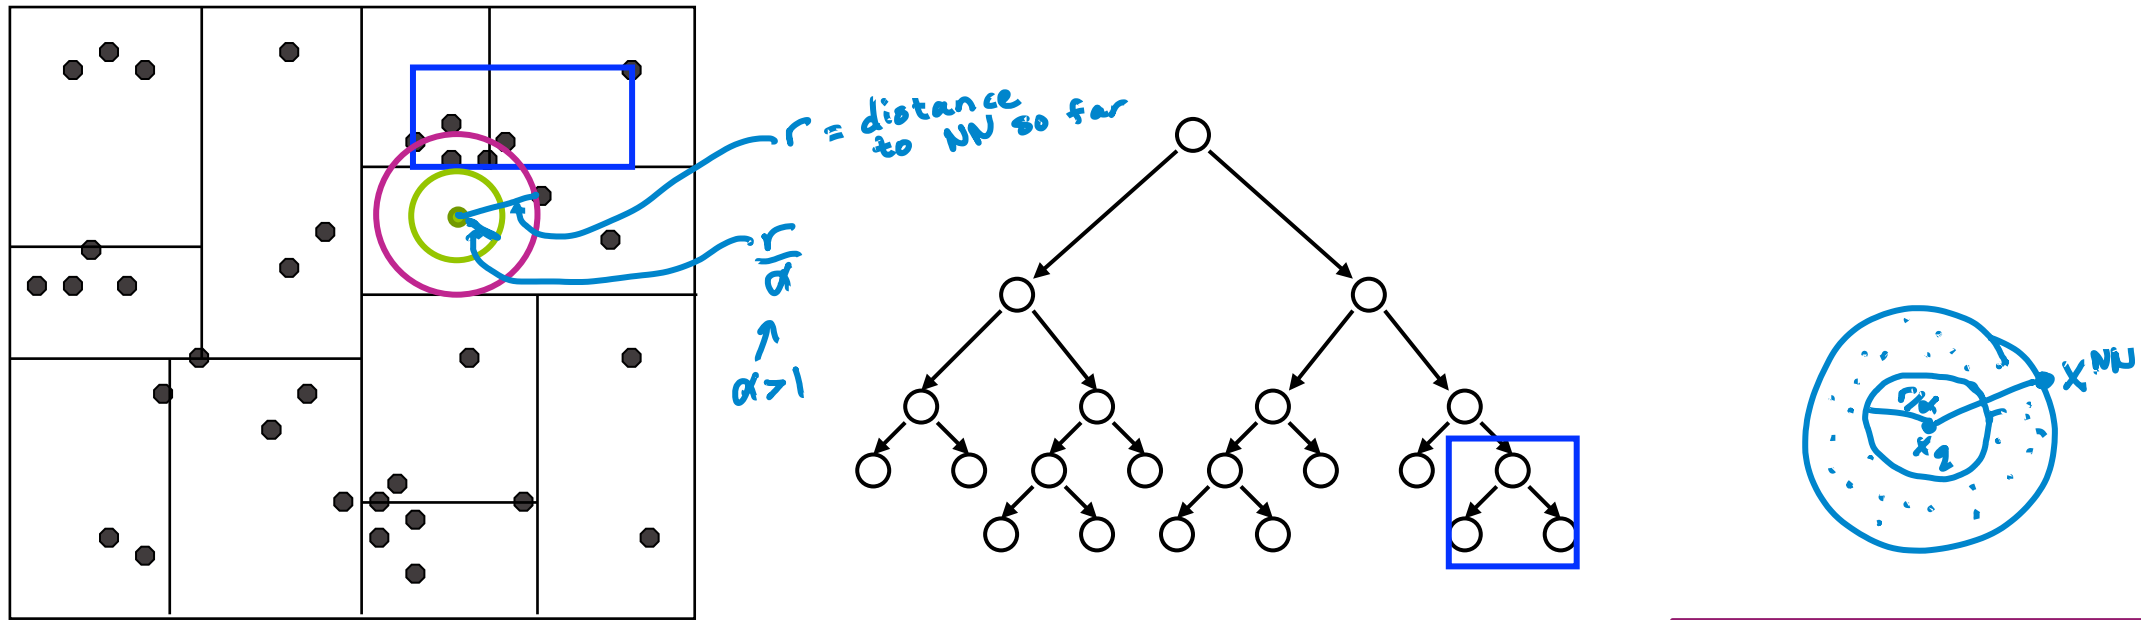 r = distance
to NN so far
r
α
α > 1
x^NN
r/α
x_q